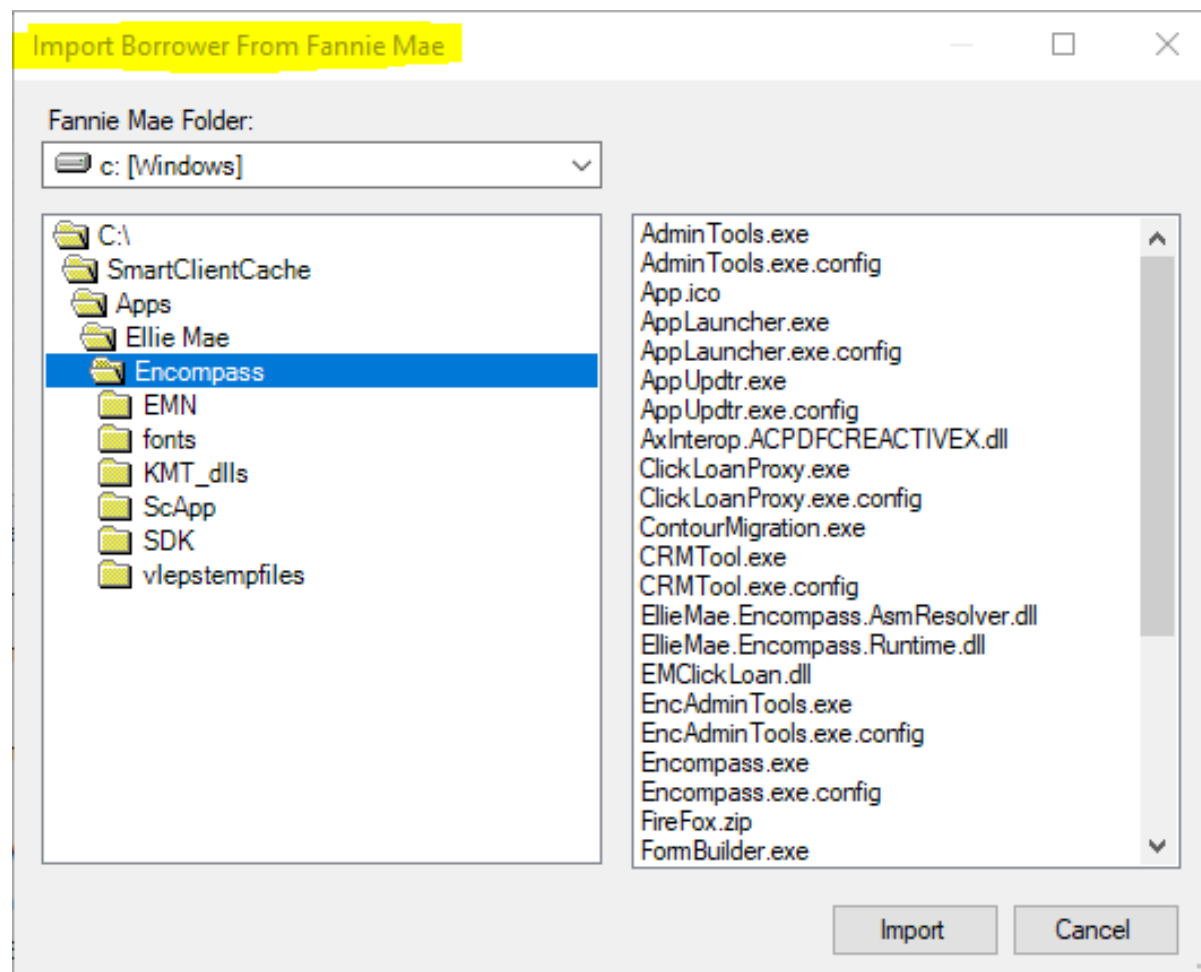 Import Borrower From Fannie Mae
Fannie Mae Folder:
c: [Windows]
C:\
SmartClientCache
Apps
Ellie Mae
Encompass
EMN
fonts
KMT_dlls
ScApp
SDK
vlepstempfiles
AdminTools.exe
AdminTools.exe.config
App.ico
AppLauncher.exe
AppLauncher.exe.config
AppUpdtr.exe
AppUpdtr.exe.config
AxInterop.ACPDFCREACTIVEX.dll
ClickLoanProxy.exe
ClickLoanProxy.exe.config
ContourMigration.exe
CRMTool.exe
CRMTool.exe.config
EllieMae.Encompass.AsmResolver.dll
EllieMae.Encompass.Runtime.dll
EMClickLoan.dll
EncAdminTools.exe
EncAdminTools.exe.config
Encompass.exe
Encompass.exe.config
FireFox.zip
FormBuilder.exe
Import Cancel